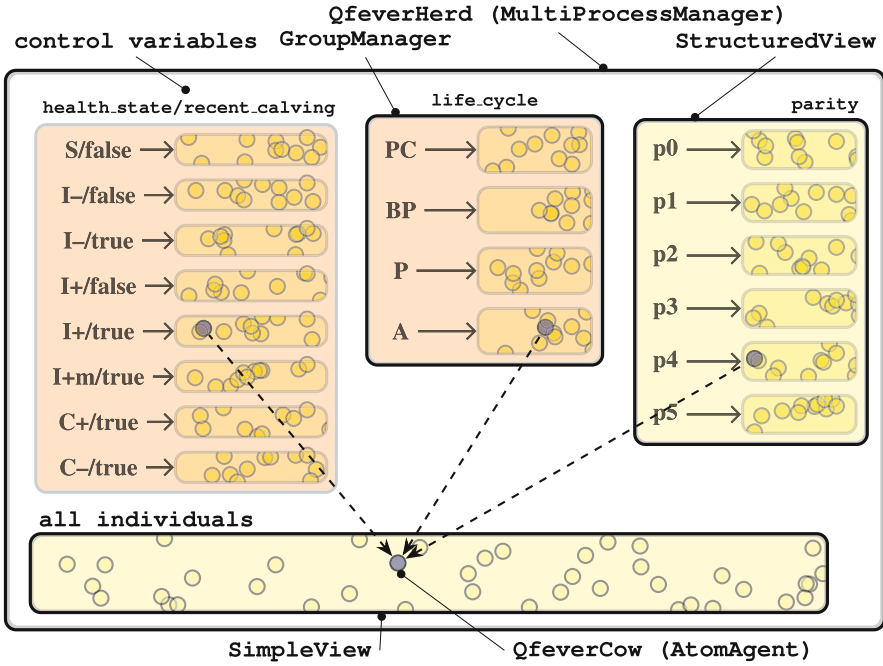 QfeverHerd (MultiProcessManager)
control variables
GroupManager
StructuredView
health_state/recent_calving
life_cycle
parity
S/false
I–/false
I–/true
I+/false
I+/true
I+m/true
C+/true
C–/true
PC
BP
P
A
p0
p1
p2
p3
p4
p5
all individuals
SimpleView
QfeverCow (AtomAgent)